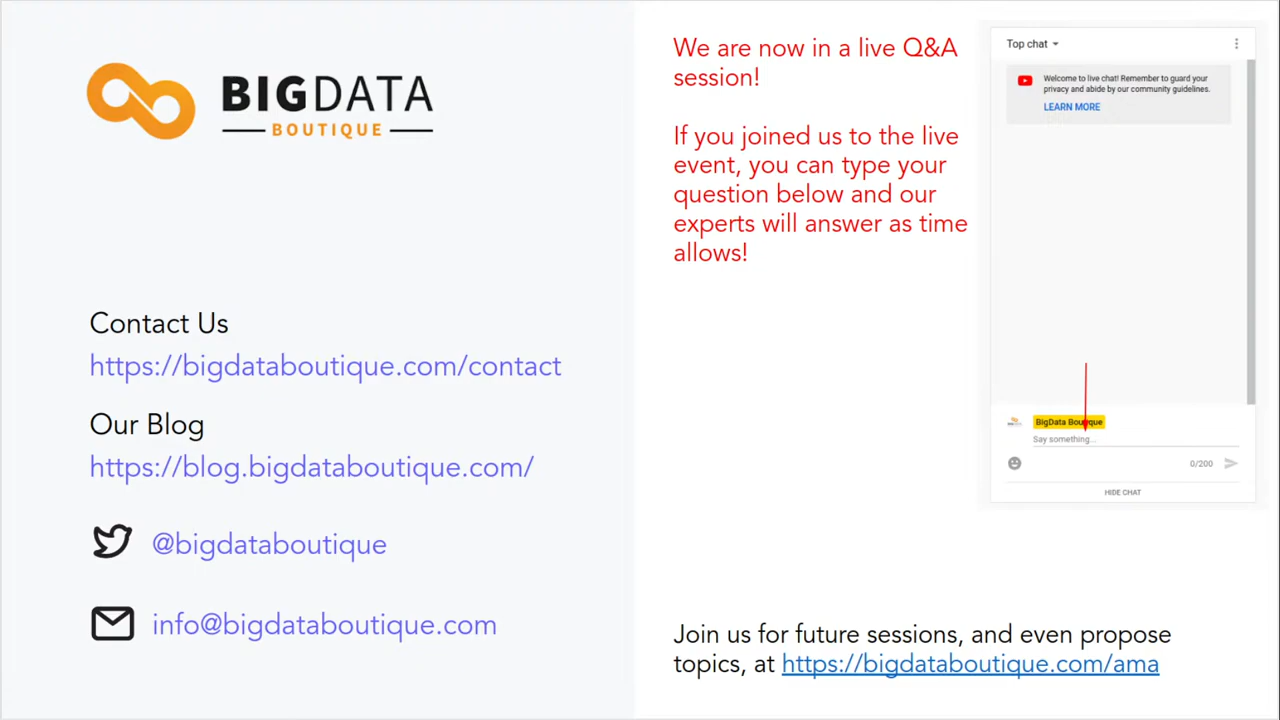 BIGDATA
BOUTIQUE
Contact Us
https://bigdataboutique.com/contact
Our Blog
https://blog.bigdataboutique.com/
@bigdataboutique
info@bigdataboutique.com
We are now in a live Q&A
session!
If you joined us to the live
event, you can type your
question below and our
experts will answer as time
allows!
Top chat
Welcome to live chat! Remember to guard your
privacy and abide by our community guidelines.
LEARN MORE
BigData Boutique
Say something...
0/200
HIDE CHAT
Join us for future sessions, and even propose
topics, at https://bigdataboutique.com/ama